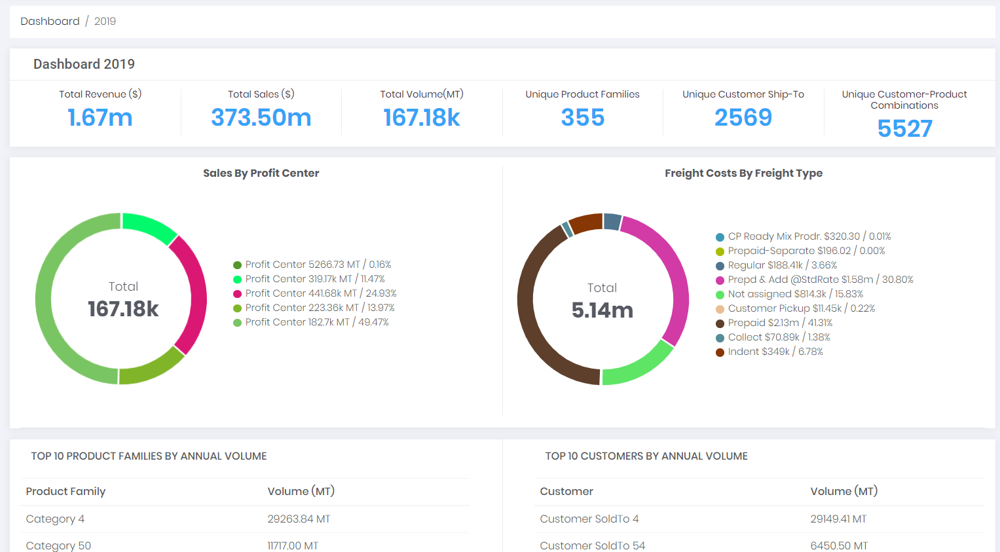 Dashboard / 2019
Dashboard 2019
Total Revenue ($)
1.67m
Total Sales ($)
373.50m
Total Volume(MT)
167.18k
Unique Product Families
355
Unique Customer Ship-To
2569
Unique Customer-Product
Combinations
5527
Sales By Profit Center
Total
167.18k
Profit Center 5266.73 MT / 0.16%
Profit Center 319.17k MT / 11.47%
Profit Center 441.68k MT / 24.93%
Profit Center 223.36k MT / 13.97%
Profit Center 182.7k MT / 49.47%
Freight Costs By Freight Type
Total
5.14m
CP Ready Mix Prodr. $320.30 / 0.01%
Prepaid-Separate $196.02 / 0.00%
Regular $188.41k / 3.66%
Prepd & Add @StdRate $1.58m / 30.80%
Not assigned $814.3k / 15.83%
Customer Pickup $11.45k / 0.22%
Prepaid $2.13m / 41.31%
Collect $70.89k / 1.38%
Indent $349k / 6.78%
TOP 10 PRODUCT FAMILIES BY ANNUAL VOLUME
Product Family Volume (MT)
Category 4 29263.84 MT
Category 50 11717.00 MT
TOP 10 CUSTOMERS BY ANNUAL VOLUME
Customer Volume (MT)
Customer SoldTo 4 29149.41 MT
Customer SoldTo 54 6450.50 MT